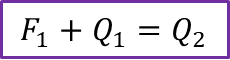 F₁ + Q₁ = Q₂